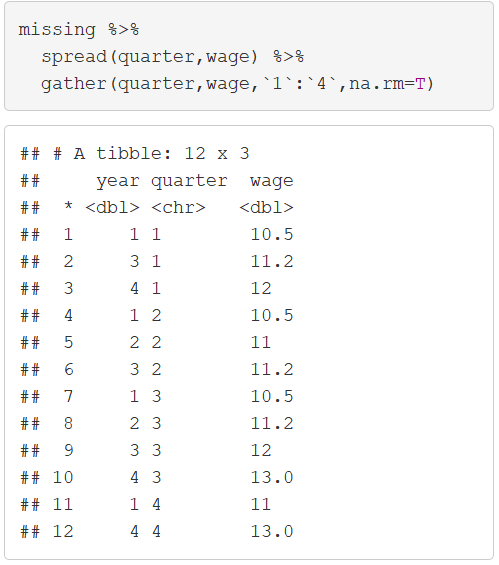 missing %>%
  spread(quarter,wage) %>%
  gather(quarter,wage,`1`:`4`,na.rm=T)
## # A tibble: 12 x 3
##     year quarter  wage
##  * <dbl> <chr>   <dbl>
##  1     1 1        10.5
##  2     3 1        11.2
##  3     4 1        12
##  4     1 2        10.5
##  5     2 2        11
##  6     3 2        11.2
##  7     1 3        10.5
##  8     2 3        11.2
##  9     3 3        12
## 10     4 3        13.0
## 11     1 4        11
## 12     4 4        13.0